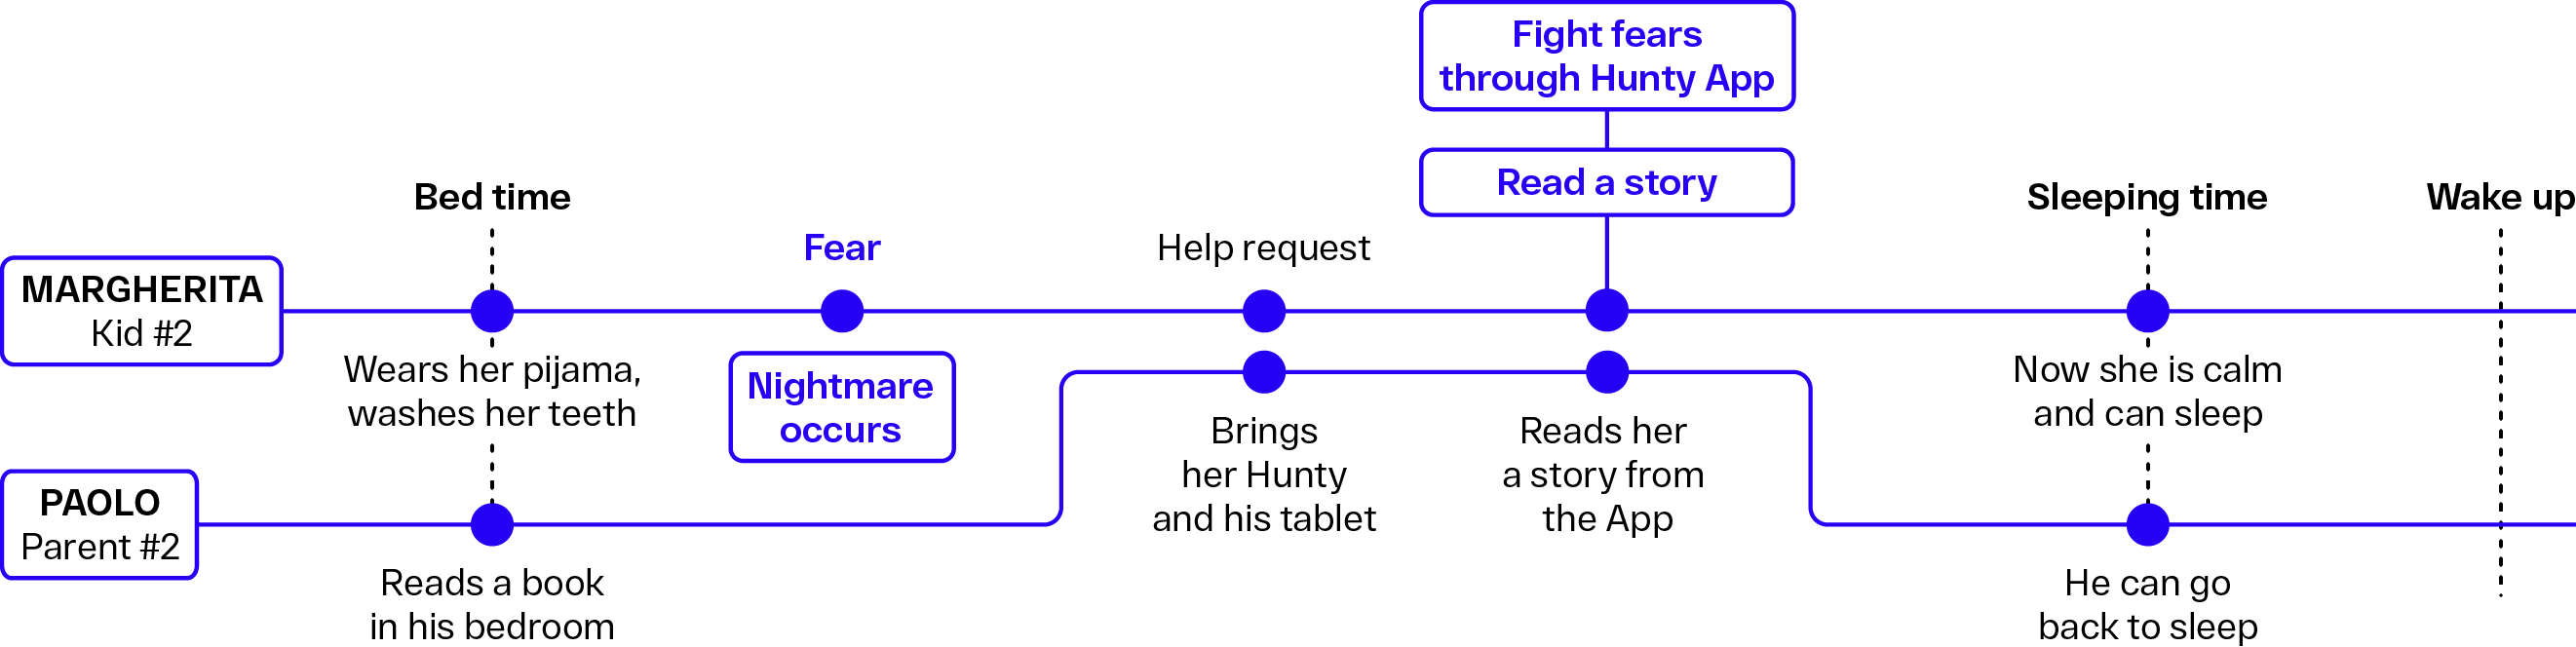 Fight fears
through Hunty App
Read a story
Bed time
Sleeping time
Wake up
Fear
Help request
MARGHERITA
Kid #2
Wears her pijama,
washes her teeth
Nightmare
occurs
Now she is calm
and can sleep
Brings
her Hunty
and his tablet
Reads her
a story from
the App
PAOLO
Parent #2
Reads a book
in his bedroom
He can go
back to sleep